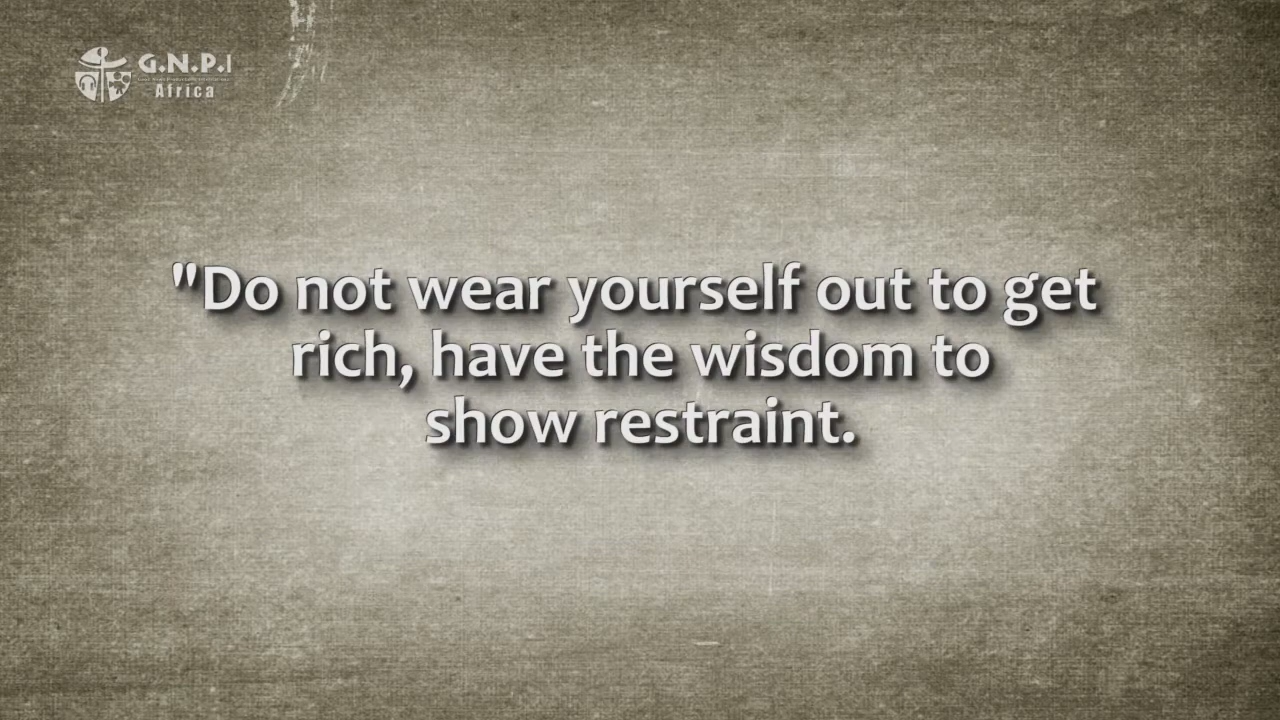 G.N.P.I
Africa
"Do not wear yourself out to get
rich, have the wisdom to
show restraint.